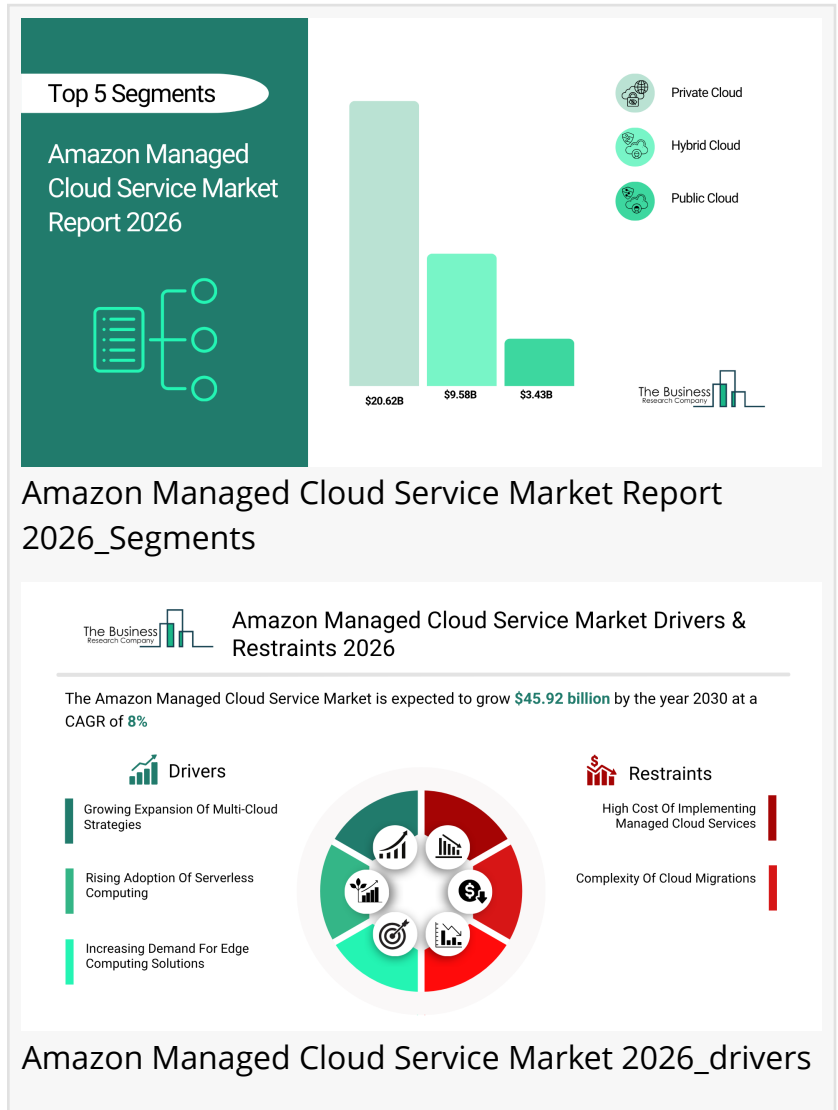 Top 5 Segments
Amazon Managed
Cloud Service Market
Report 2026
$20.62B
$9.58B
$3.43B
Private Cloud
Hybrid Cloud
Public Cloud
The Business
Research Company
Amazon Managed Cloud Service Market Report
2026_Segments
The Business
Research Company
Amazon Managed Cloud Service Market Drivers &
Restraints 2026
The Amazon Managed Cloud Service Market is expected to grow $45.92 billion by the year 2030 at a
CAGR of 8%
Drivers
Growing Expansion Of Multi-Cloud
Strategies
Rising Adoption Of Serverless
Computing
Increasing Demand For Edge
Computing Solutions
$
$
Restraints
High Cost Of Implementing
Managed Cloud Services
Complexity Of Cloud Migrations
Amazon Managed Cloud Service Market 2026_drivers